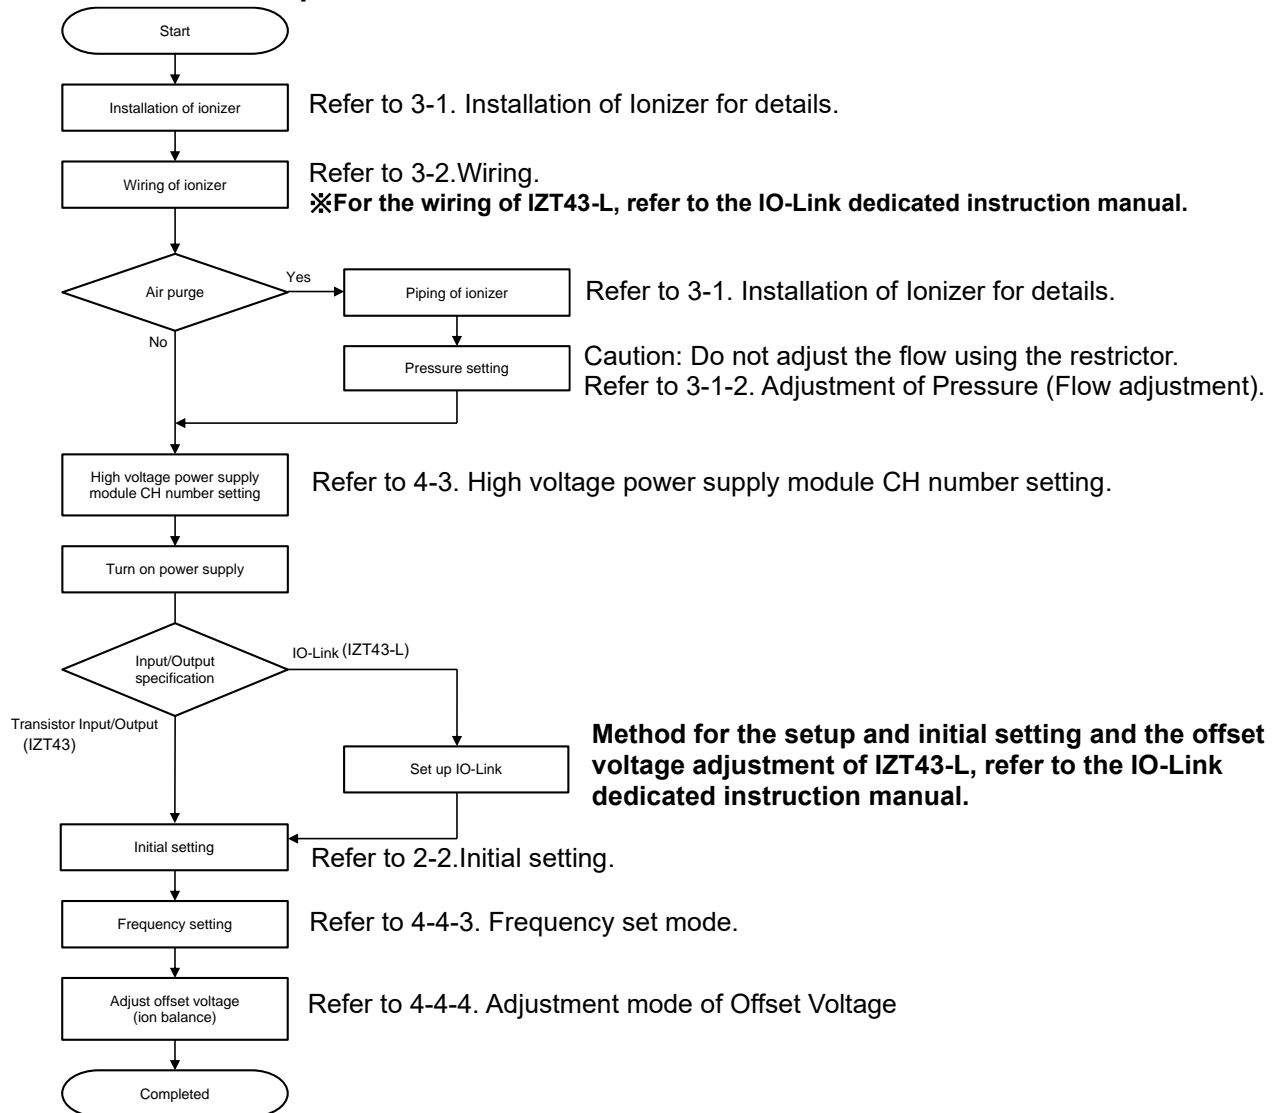 Start
Installation of ionizer
Refer to 3-1. Installation of Ionizer for details.
Wiring of ionizer
Refer to 3-2.Wiring.
※For the wiring of IZT43-L, refer to the IO-Link dedicated instruction manual.
Air purge
Yes
Piping of ionizer
Refer to 3-1. Installation of Ionizer for details.
No
Pressure setting
Caution: Do not adjust the flow using the restrictor.
Refer to 3-1-2. Adjustment of Pressure (Flow adjustment).
High voltage power supply
module CH number setting
Refer to 4-3. High voltage power supply module CH number setting.
Turn on power supply
Input/Output
specification
IO-Link (IZT43-L)
Transistor Input/Output
(IZT43)
Set up IO-Link
Method for the setup and initial setting and the offset
voltage adjustment of IZT43-L, refer to the IO-Link
dedicated instruction manual.
Initial setting
Refer to 2-2.Initial setting.
Frequency setting
Refer to 4-4-3. Frequency set mode.
Adjust offset voltage
(ion balance)
Refer to 4-4-4. Adjustment mode of Offset Voltage
Completed